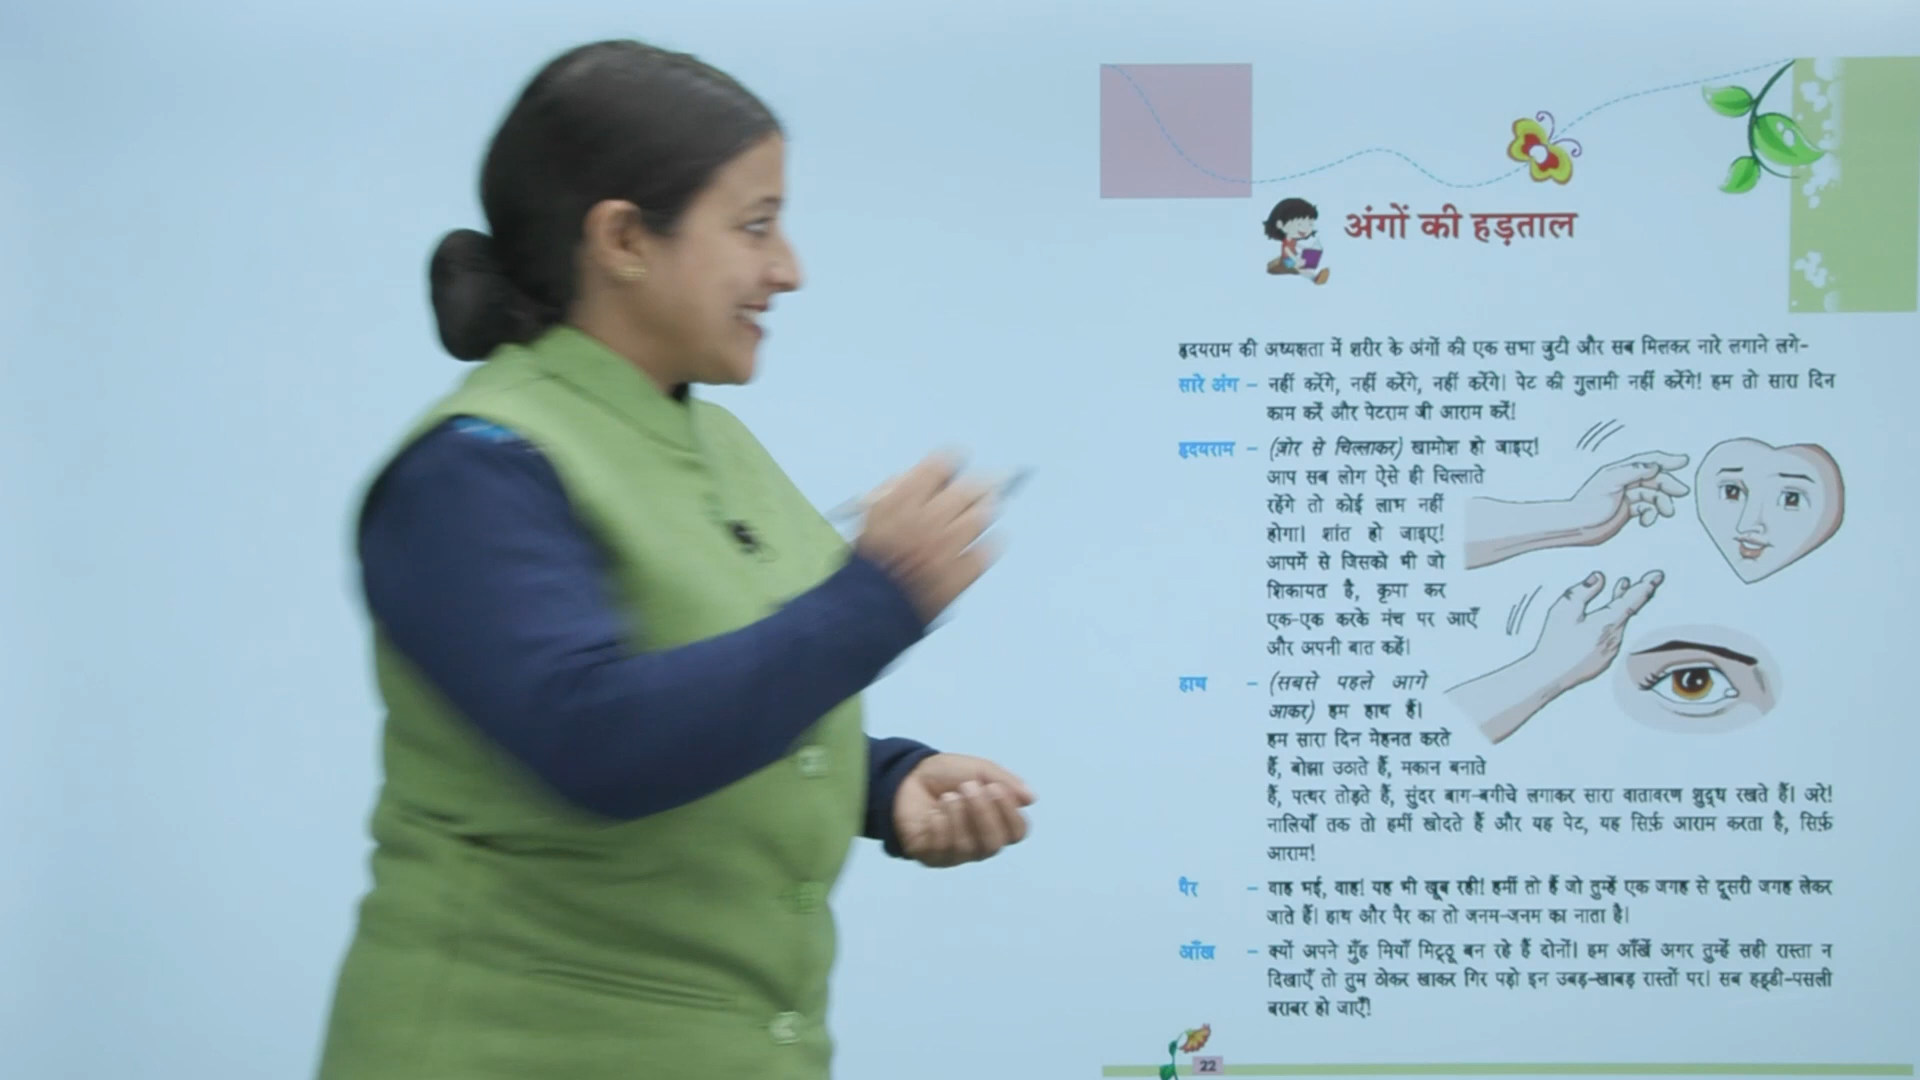 अंगों की हड़ताल
हृदयराम की अध्यक्षता में शरीर के अंगों की एक सभा जुटी और सब मिलकर नारे लगाने लगे-
सारे अंग – नहीं करेंगे, नहीं करेंगे, नहीं करेंगे। पेट की गुलामी नहीं करेंगे! हम तो सारा दिन
काम करें और पेटराम जी आराम करें!
हृदयराम – (ज़ोर से चिल्लाकर) खामोश हो जाइए!
आप सब लोग ऐसे ही चिल्लाते
रहेंगे तो कोई लाभ नहीं
होगा। शांत हो जाइए!
आपमें से जिसको भी जो
शिकायत है, कृपा कर
एक-एक करके मंच पर आएँ
और अपनी बात कहें।
हाथ – (सबसे पहले आगे
आकर) हम हाथ हैं।
हम सारा दिन मेहनत करते
हैं, बोझा उठाते हैं, मकान बनाते
हैं, पत्थर तोड़ते हैं, सुंदर बाग-बगीचे लगाकर सारा वातावरण शुद्ध रखते हैं। अरे!
नालियाँ तक तो हमीं खोदते हैं और यह पेट, यह सिर्फ़ आराम करता है, सिर्फ़
आराम!
पैर – वाह भई, वाह! यह भी खूब रही! हमीं तो हैं जो तुम्हें एक जगह से दूसरी जगह लेकर
जाते हैं। हाथ और पैर का तो जनम-जनम का नाता है।
आँख – क्यों अपने मुँह मियाँ मिट्ठू बन रहे हैं दोनों। हम आँखें अगर तुम्हें सही रास्ता न
दिखाएँ तो तुम ठोकर खाकर गिर पड़ो इन उबड़-खाबड़ रास्तों पर। सब हड्डी-पसली
बराबर हो जाएँ!
22